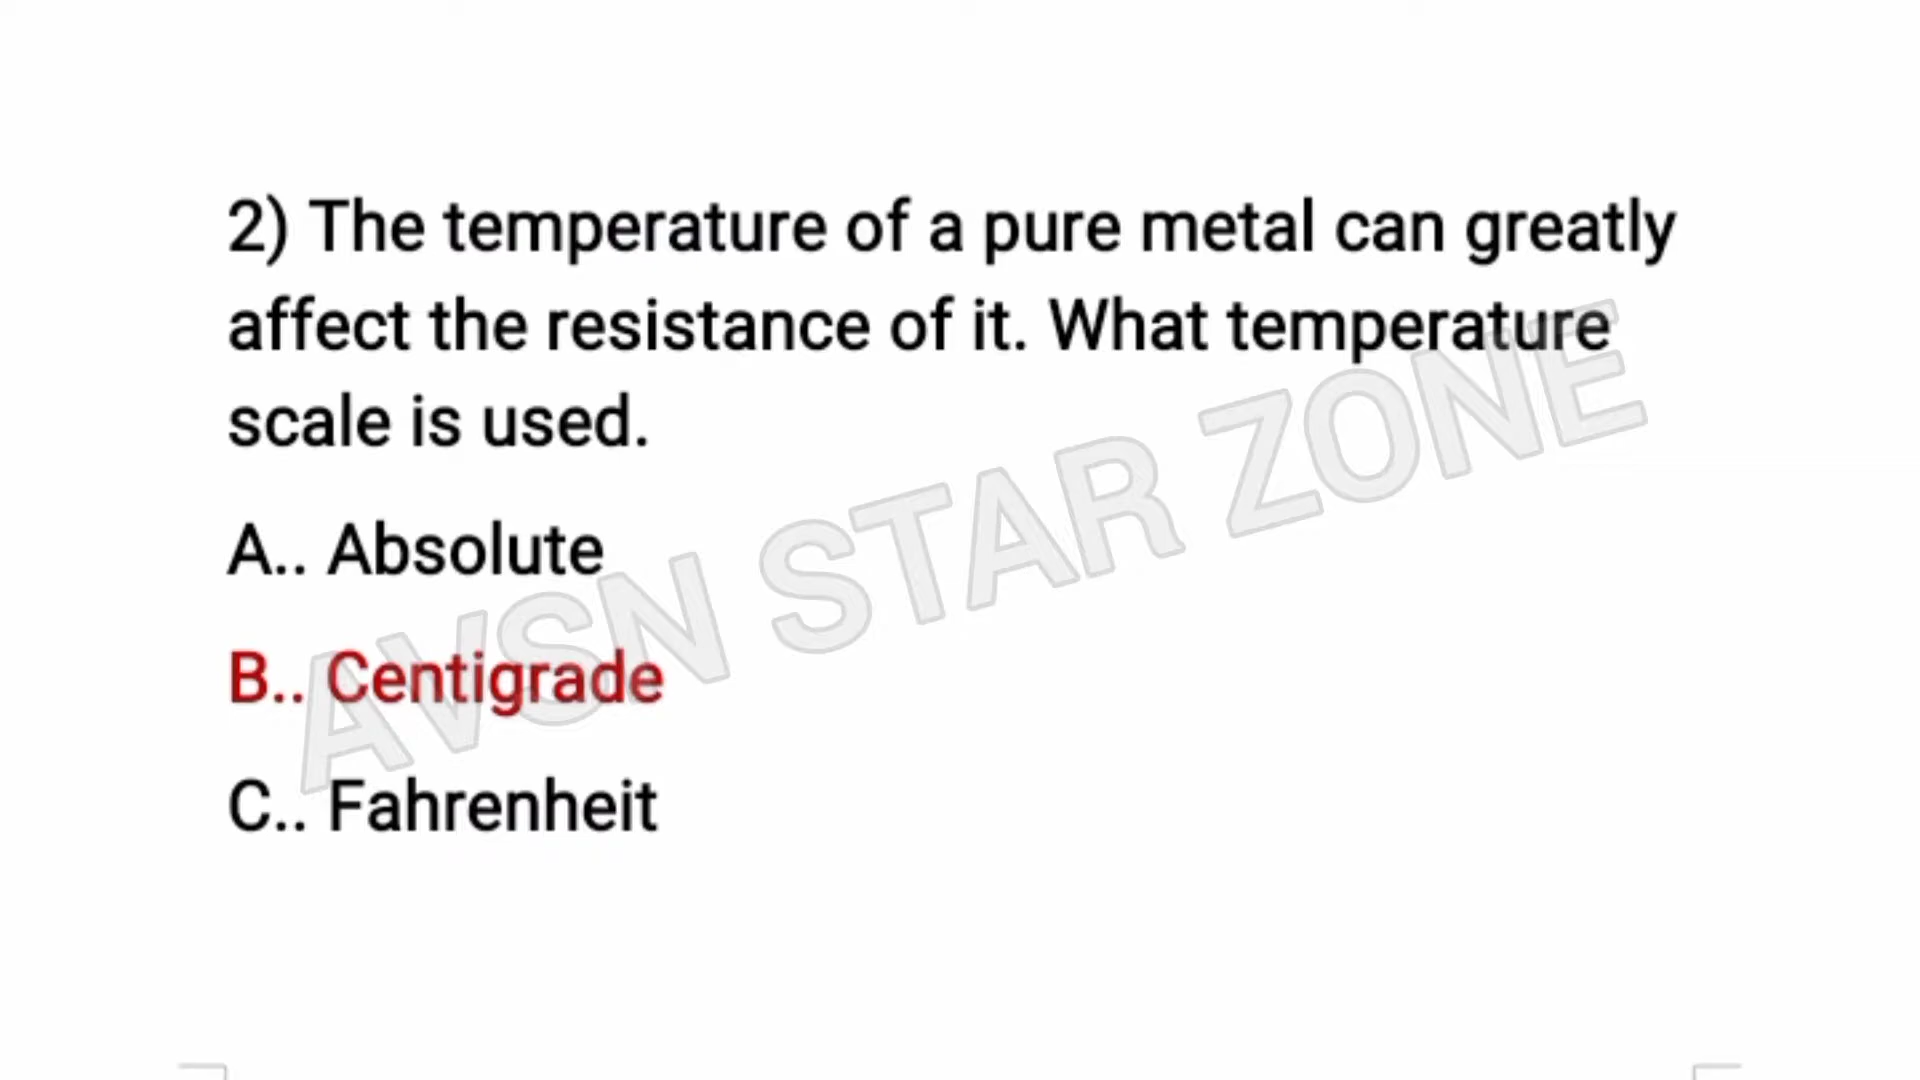 2) The temperature of a pure metal can greatly
affect the resistance of it. What temperature
scale is used.
A.. Absolute
B.. Centigrade
C.. Fahrenheit
AVSN STAR ZONE